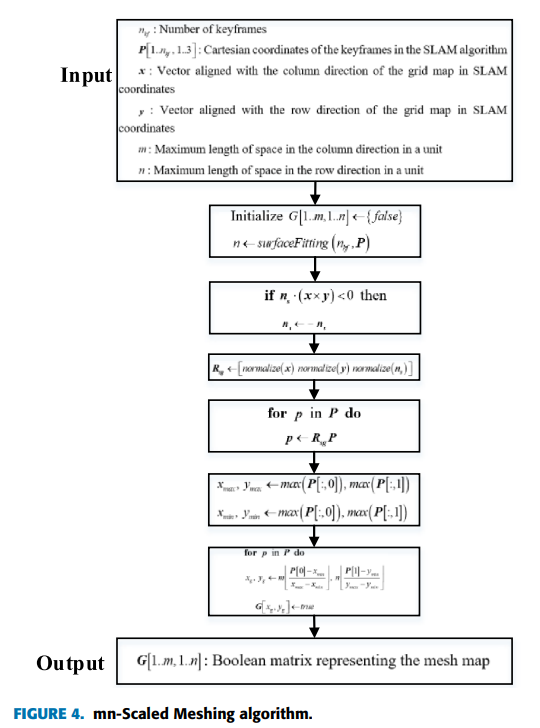 Input
n_kf : Number of keyframes
P[1..n_kf, 1..3] : Cartesian coordinates of the keyframes in the SLAM algorithm
x : Vector aligned with the column direction of the grid map in SLAM
coordinates
y : Vector aligned with the row direction of the grid map in SLAM
coordinates
m : Maximum length of space in the column direction in a unit
n : Maximum length of space in the row direction in a unit
Initialize G[1..m,1..n] ←{false}
n ← surfaceFitting (n_kf, P)
if n_s · (x×y) <0 then
n_s ← − n_s
←[normalize(x) normalize(y) normalize(n_s)]
for p in P do
p ← P
x_max, y_max ← max(P[:,0]), max(P[:,1])
x_min, y_min ← max(P[:,0]), max(P[:,1])
for p in P do
G[x_g, y_g]←true
Output
G[1..m,1..n] : Boolean matrix representing the mesh map
FIGURE 4. mn-Scaled Meshing algorithm.